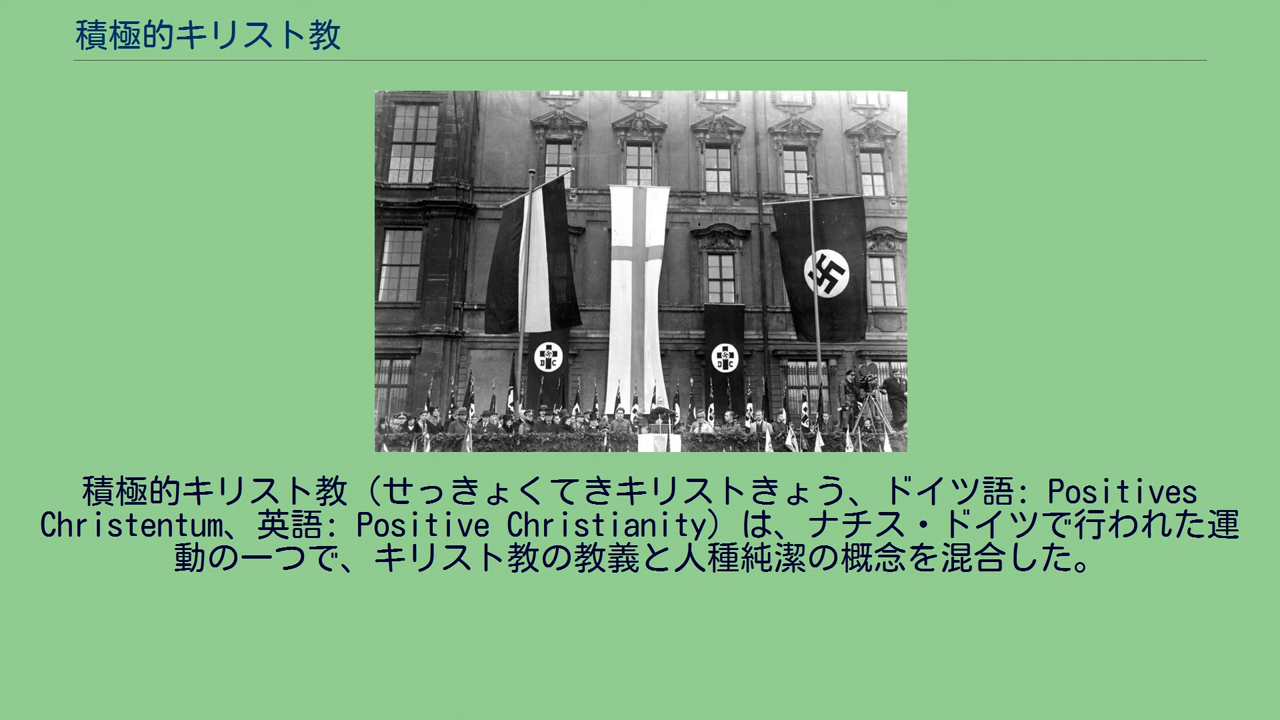 積極的キリスト教
D C
D C
積極的キリスト教（せっきょくてきキリストきょう、ドイツ語: Positives
Christentum、英語: Positive Christianity）は、ナチス・ドイツで行われた運
動の一つで、キリスト教の教義と人種純潔の概念を混合した。